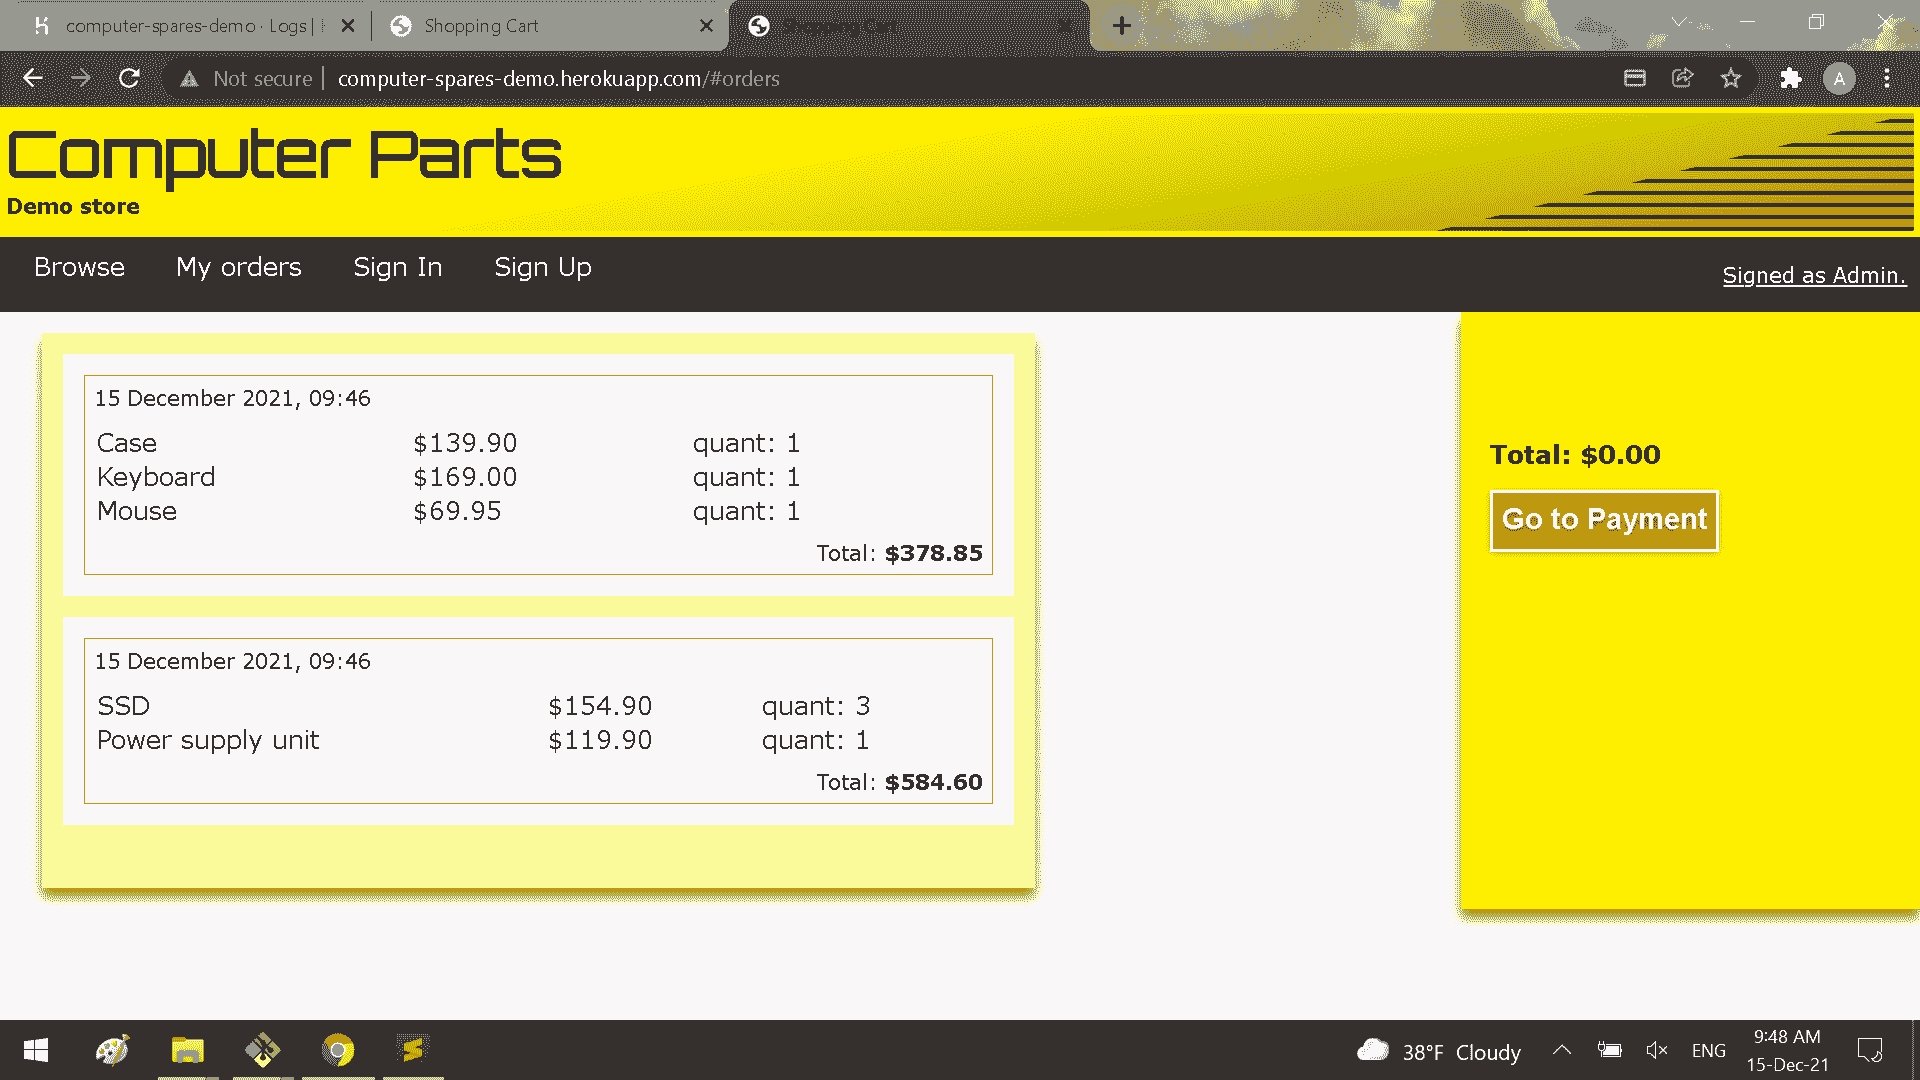 computer-spares-demo · Logs |
Shopping Cart
Shopping Cart
Not secure
computer-spares-demo.herokuapp.com/#orders
A
Computer Parts
Demo store
Browse My orders Sign In Sign Up
Signed as Admin.
15 December 2021, 09:46
Case $139.90 quant: 1
Keyboard $169.00 quant: 1
Mouse $69.95 quant: 1
Total: $378.85
15 December 2021, 09:46
SSD $154.90 quant: 3
Power supply unit $119.90 quant: 1
Total: $584.60
Total: $0.00
Go to Payment
38°F Cloudy
ENG
9:48 AM
15-Dec-21